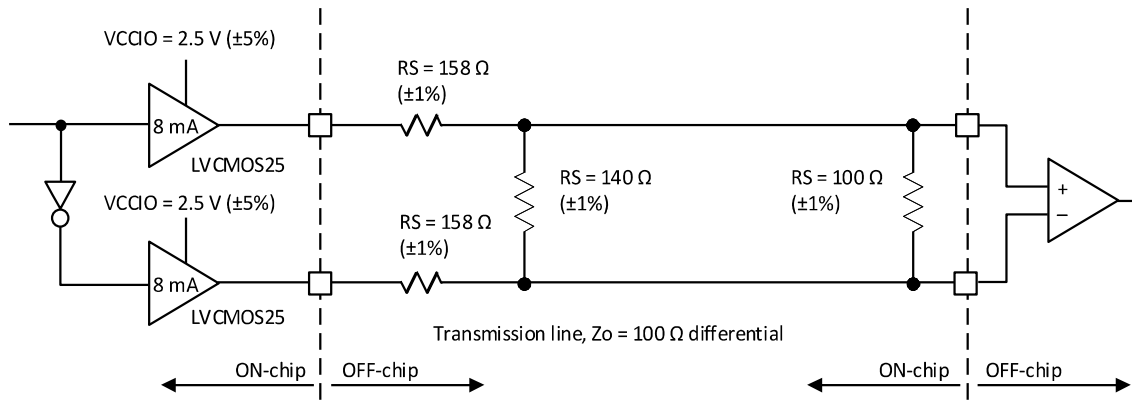 VCCIO = 2.5 V (±5%)
8 mA
LVCMOS25
RS = 158 Ω
(±1%)
RS = 140 Ω
(±1%)
RS = 100 Ω
(±1%)
+
−
VCCIO = 2.5 V (±5%)
8 mA
LVCMOS25
RS = 158 Ω
(±1%)
Transmission line, Zo = 100 Ω differential
ON-chip
OFF-chip
ON-chip
OFF-chip